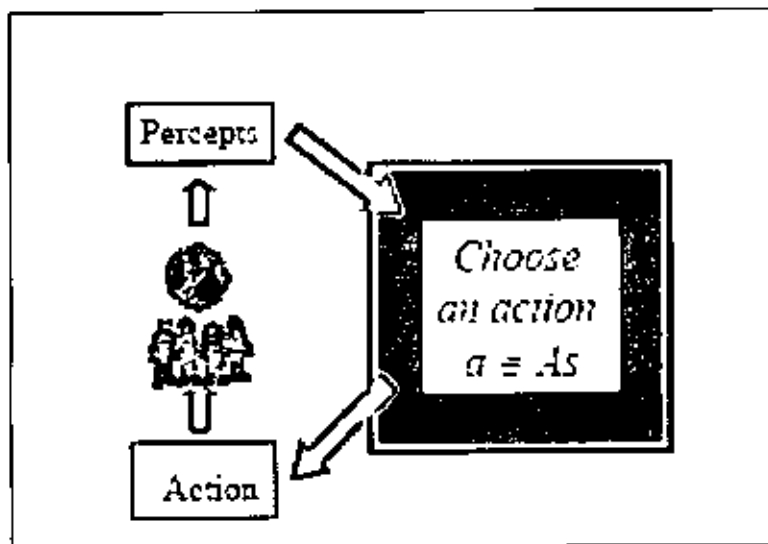 Percepts
Choose
an action
a ≡ As
Action